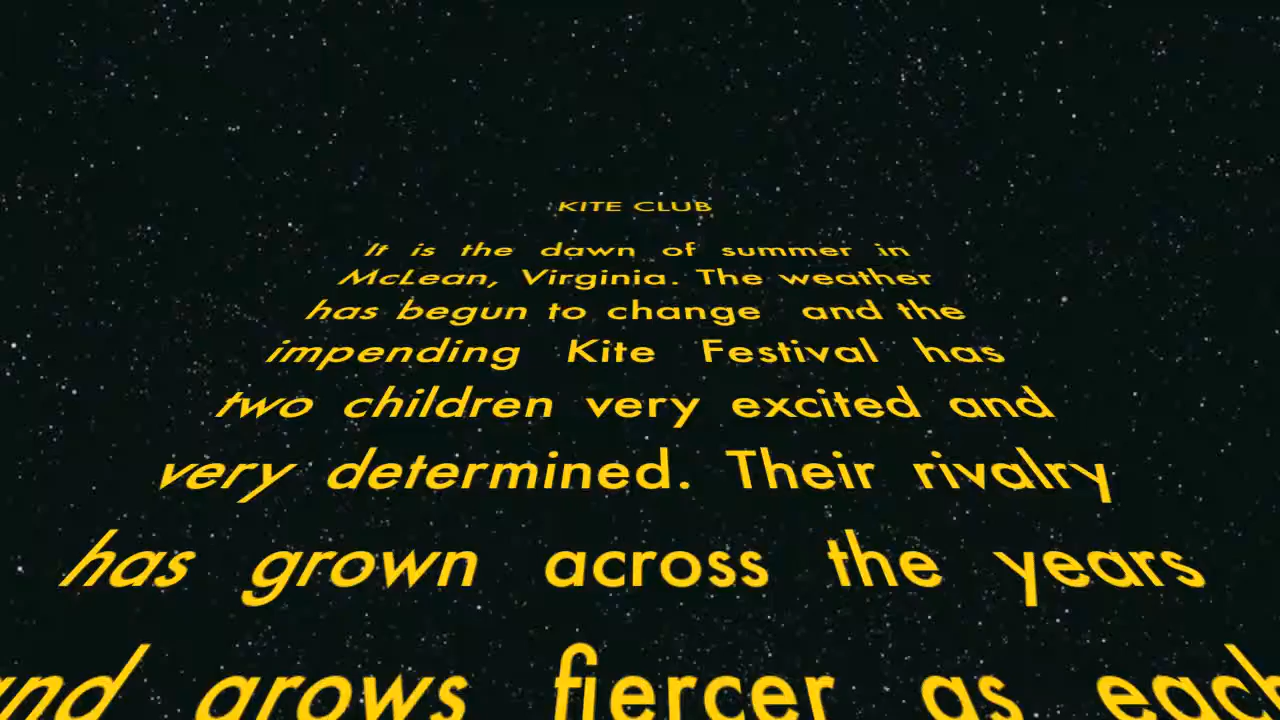 KITE CLUB
It is the dawn of summer in
McLean, Virginia. The weather
has begun to change and the
impending Kite Festival has
two children very excited and
very determined. Their rivalry
has grown across the years
and grows fiercer as each